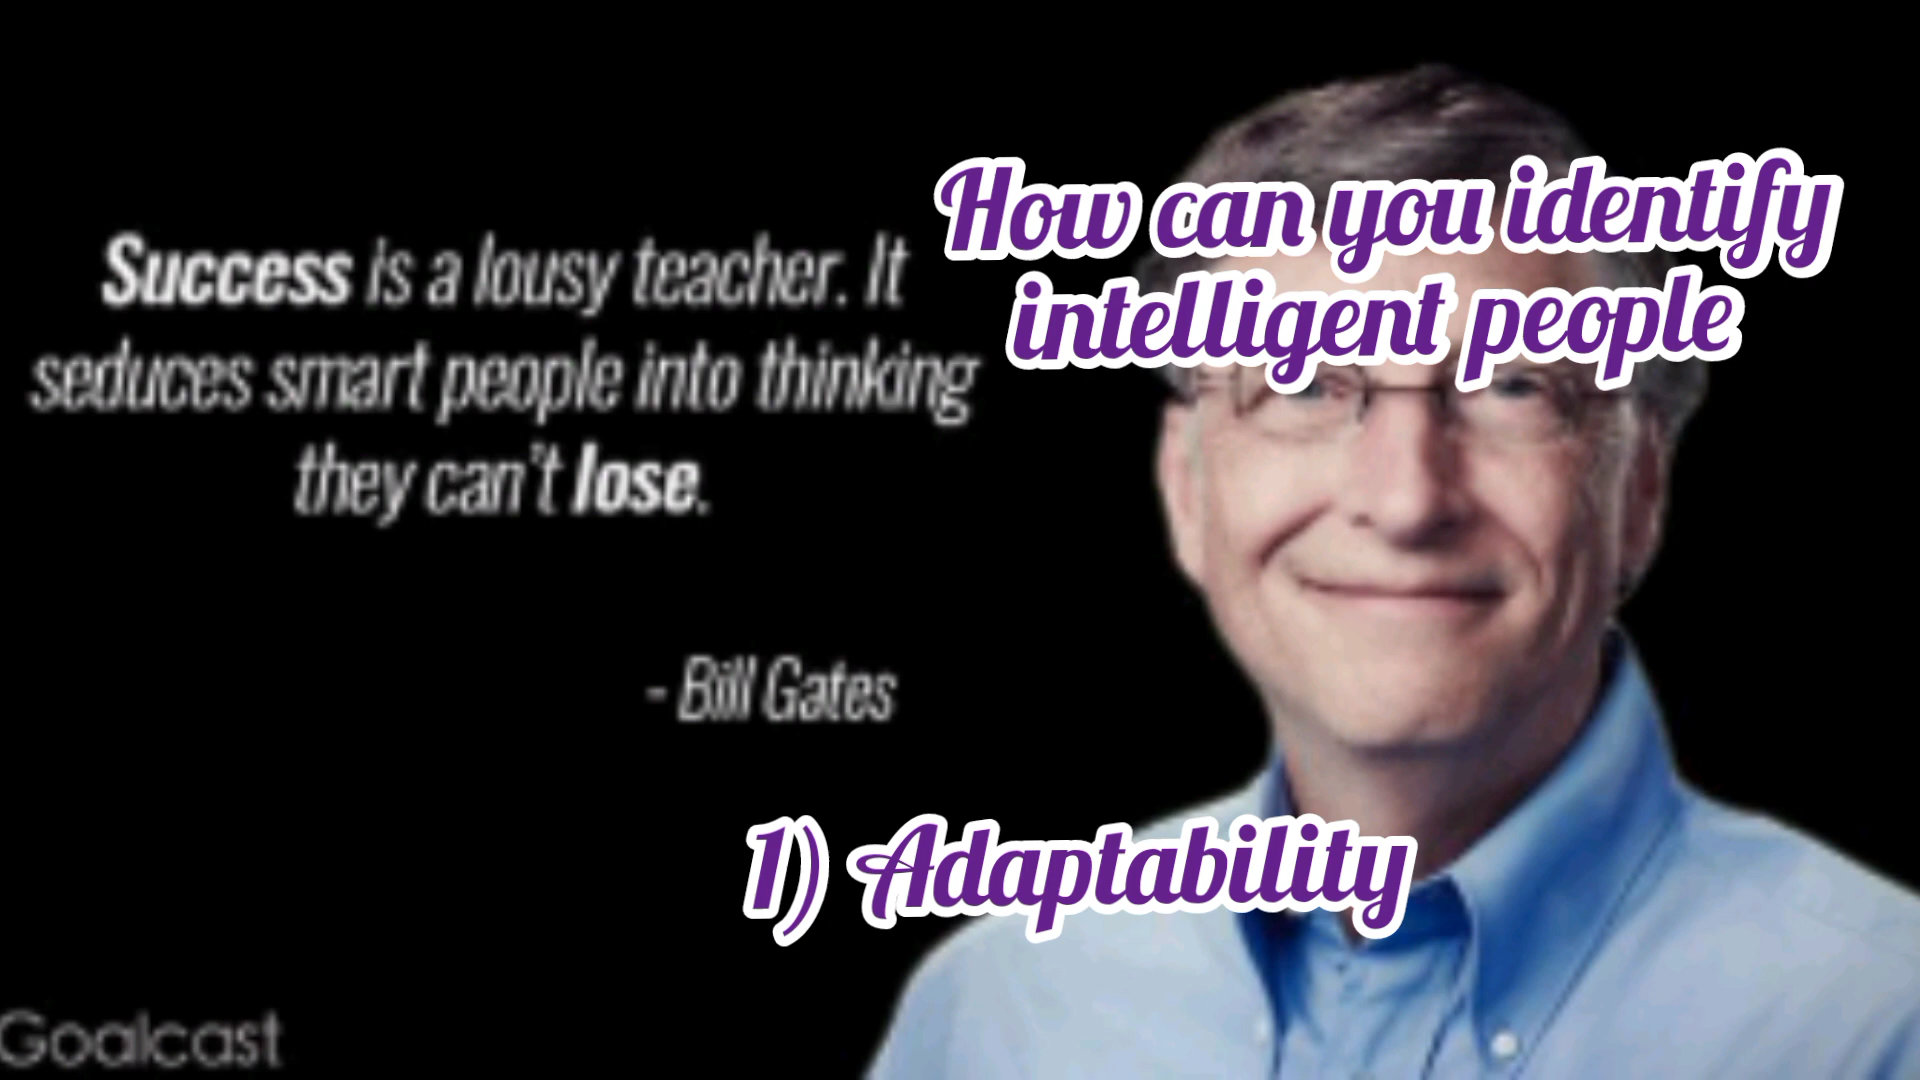 How can you identify
intelligent people
Success is a lousy teacher. It
seduces smart people into thinking
they can't lose.
- Bill Gates
1) Adaptability
Goalcast